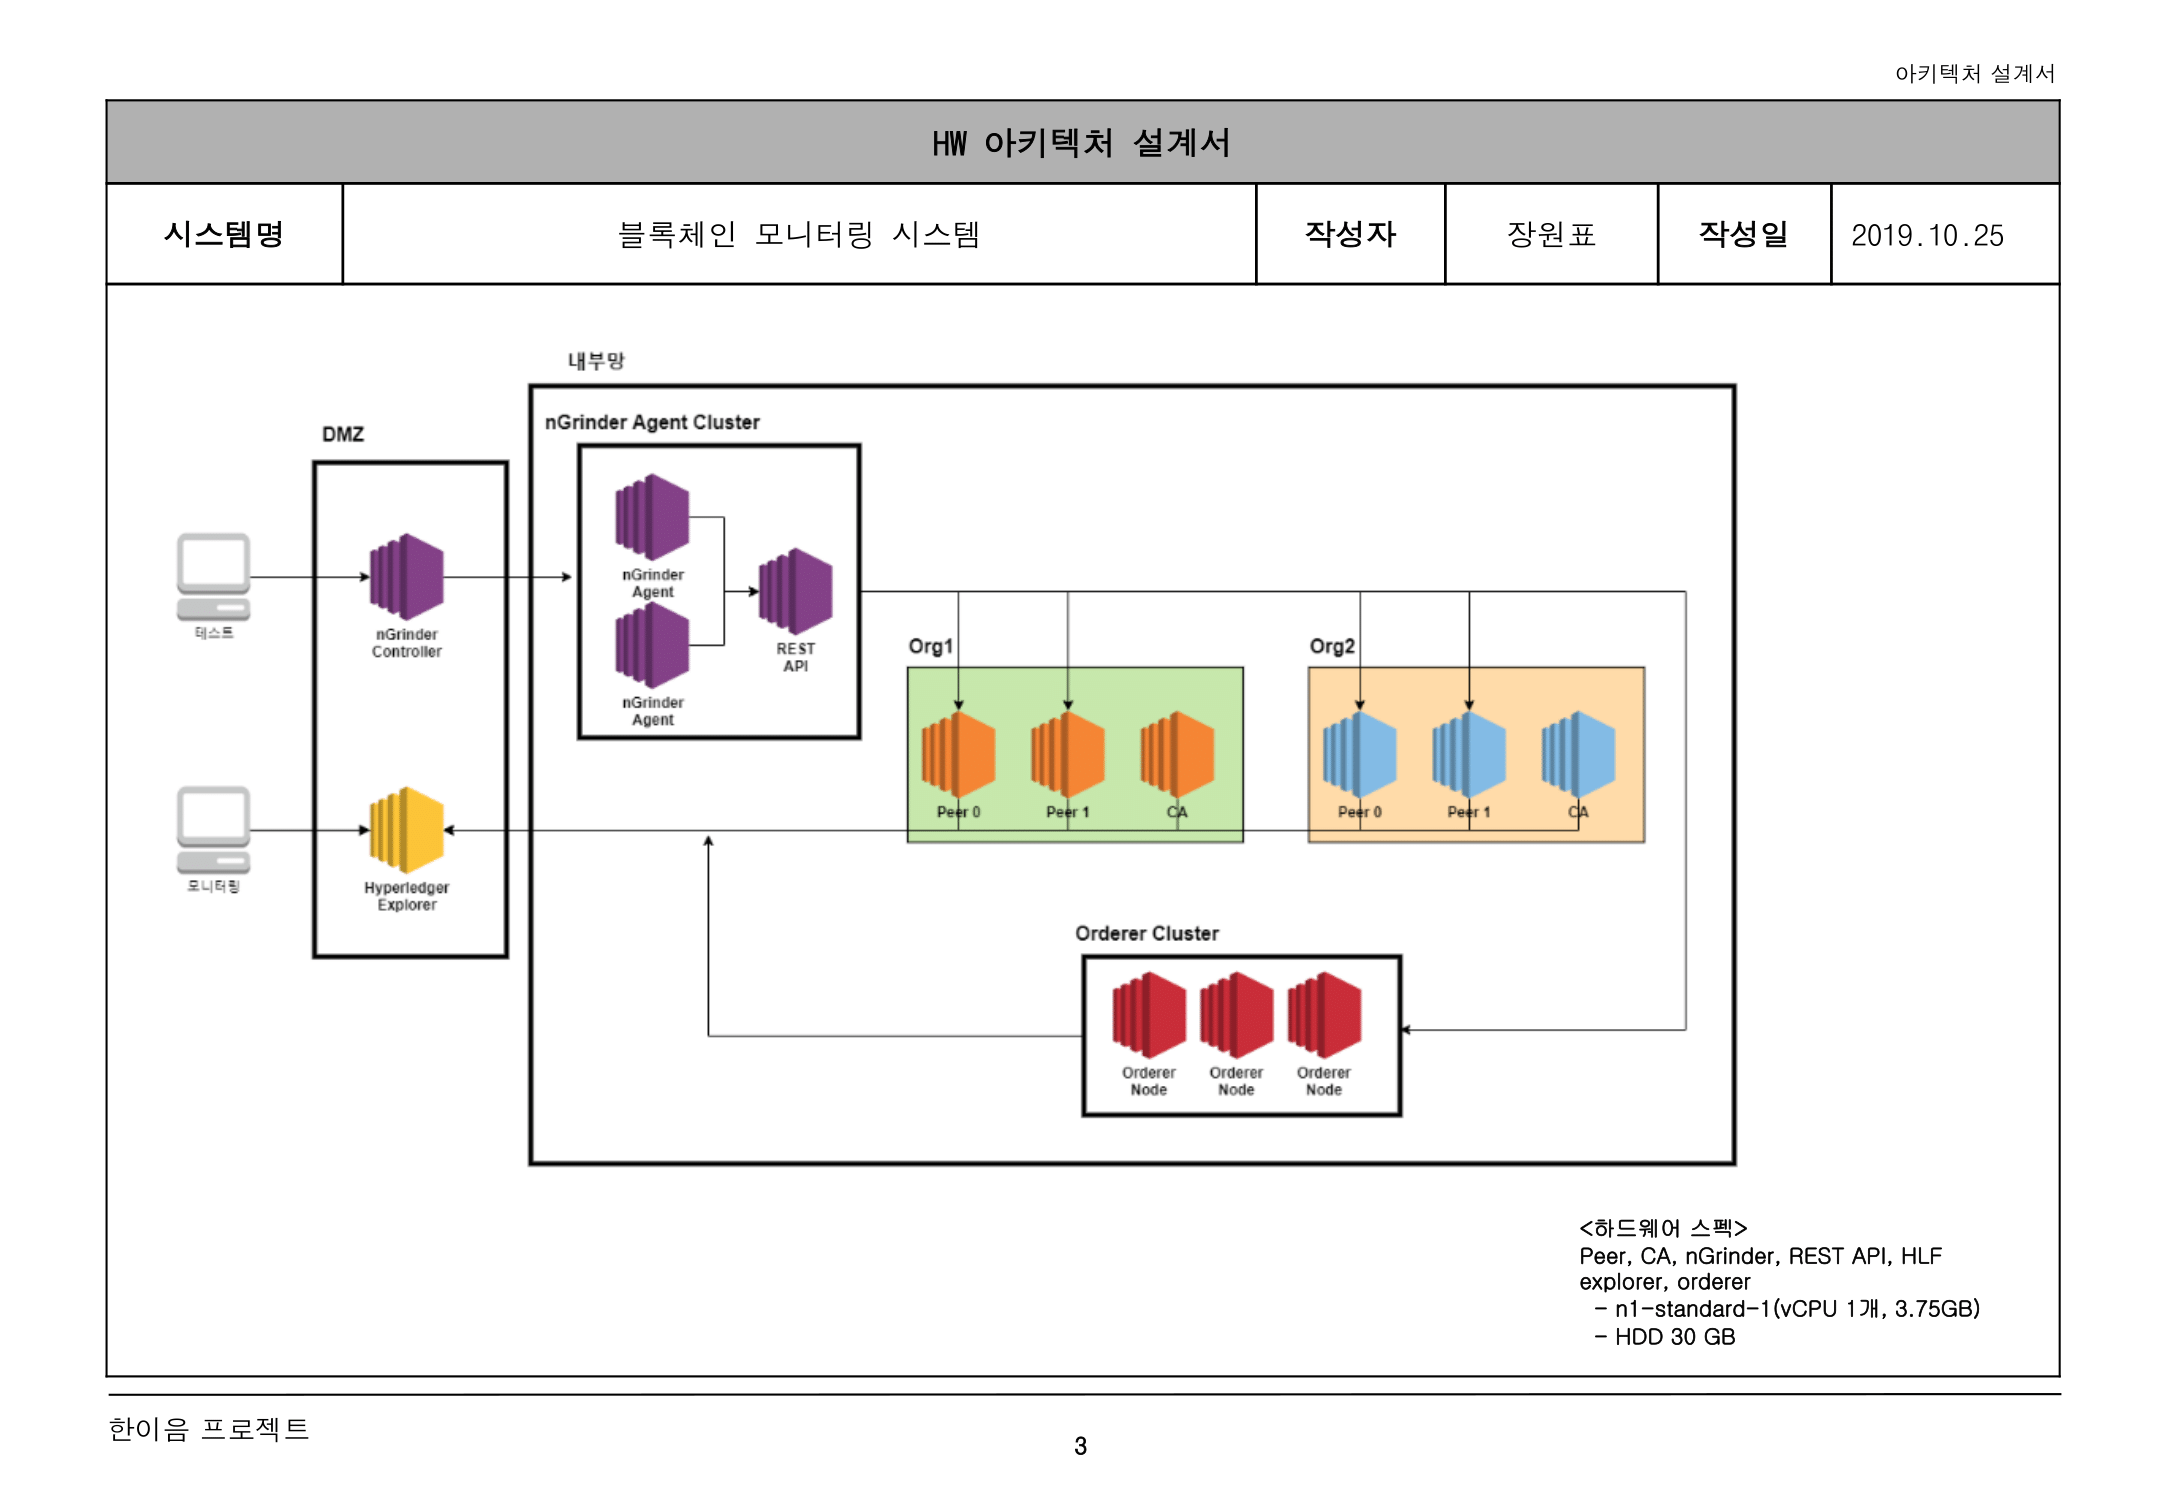 아키텍처 설계서
HW 아키텍처 설계서
시스템명
블록체인 모니터링 시스템
작성자
장원표
작성일
2019.10.25
내부망
nGrinder Agent Cluster
DMZ
nGrinder
Agent
테스트
nGrinder
Controller
REST
API
nGrinder
Agent
Org1
Org2
Peer 0
Peer 1
CA
Peer 0
Peer 1
CA
모니터링
Hyperledger
Explorer
Orderer Cluster
Orderer
Node
Orderer
Node
Orderer
Node
<하드웨어 스펙>
Peer, CA, nGrinder, REST API, HLF
explorer, orderer
- n1-standard-1(vCPU 1개, 3.75GB)
- HDD 30 GB
한이음 프로젝트
3